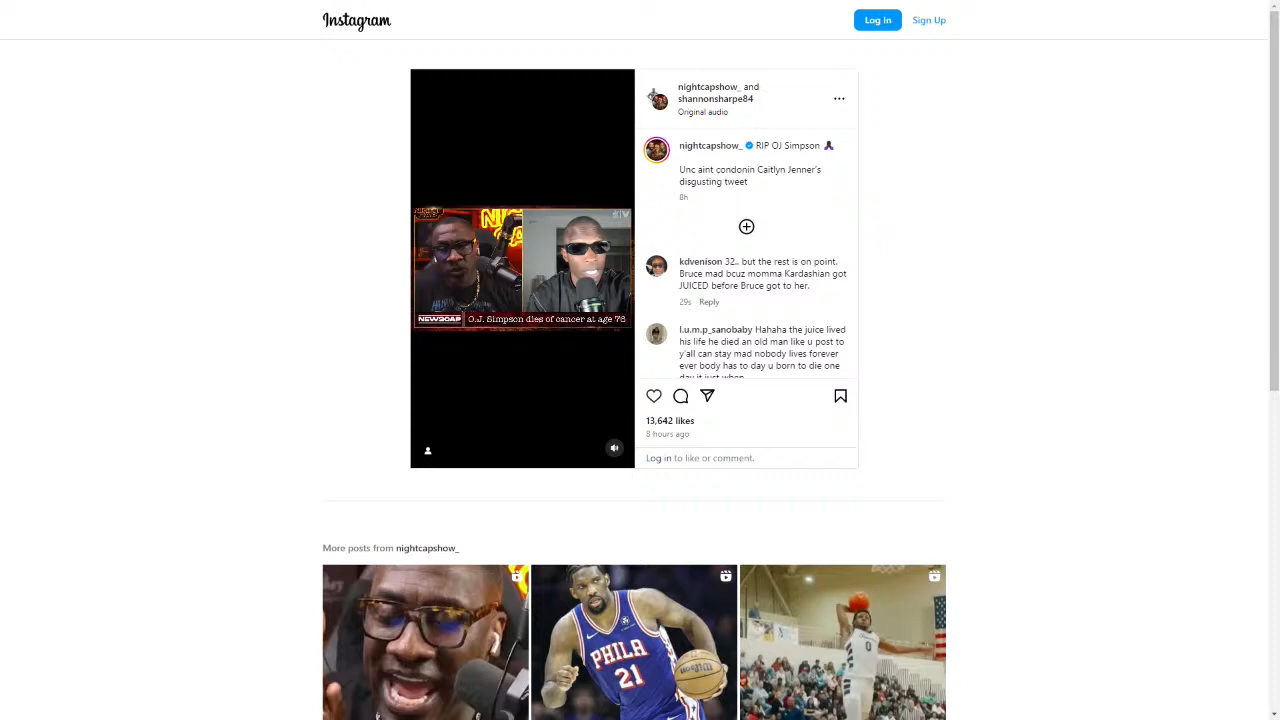 Instagram
Log In
Sign Up
nightcapshow_ and
shannonsharpe84
Original audio
nightcapshow_ RIP OJ Simpson
Unc aint condonin Caitlyn Jenner's
disgusting tweet
8h
kdvenison 32... but the rest is on point.
Bruce mad bcuz momma Kardashian got
JUICED before Bruce got to her.
29s Reply
l.u.m.p_sanobaby Hahaha the juice lived
his life he died an old man like u post to
y'all can stay mad nobody lives forever
ever body has to day u born to die one
day it just when
NEWSCAP O.J. Simpson dies of cancer at age 76
13,642 likes
8 hours ago
Log in to like or comment.
More posts from nightcapshow_
PHILA
21
0